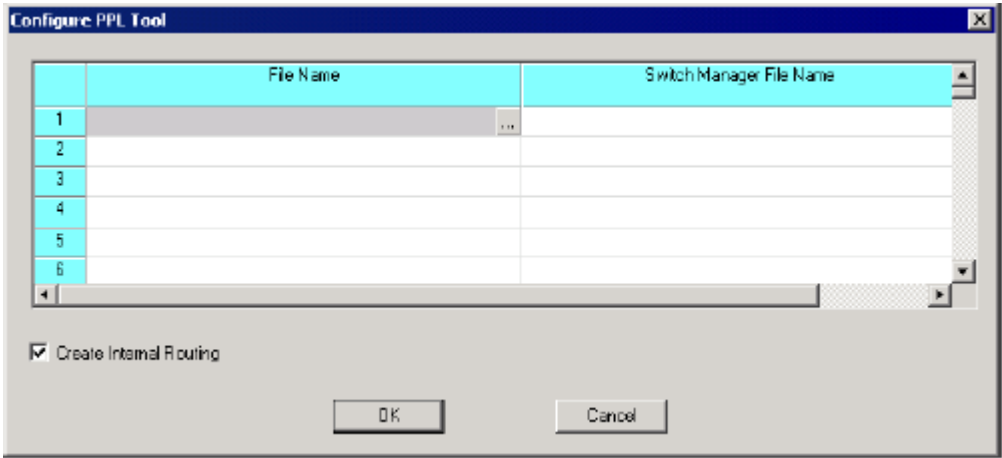 Configure PPL Tool
File Name Switch Manager File Name
1 ...
2
3
4
5
6
Create Internal Routing
OK Cancel